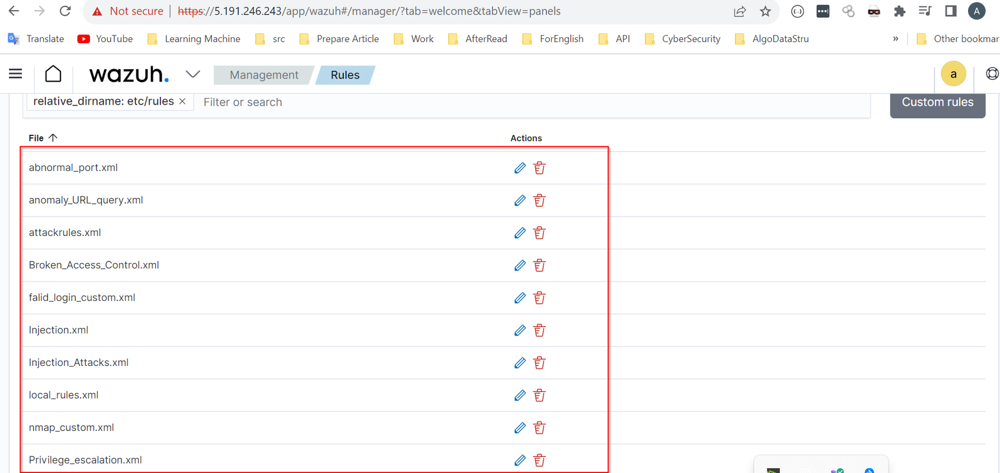 Not secure https://5.191.246.243/app/wazuh#/manager/?tab=welcome&tabView=panels A
Translate YouTube Learning Machine src Prepare Article Work AfterRead ForEnglish API CyberSecurity AlgoDataStru » Other bookmar
wazuh. Management Rules a
relative_dirname: etc/rules × Filter or search Custom rules
File Actions
abnormal_port.xml
anomaly_URL_query.xml
attackrules.xml
Broken_Access_Control.xml
falid_login_custom.xml
Injection.xml
Injection_Attacks.xml
local_rules.xml
nmap_custom.xml
Privilege_escalation.xml